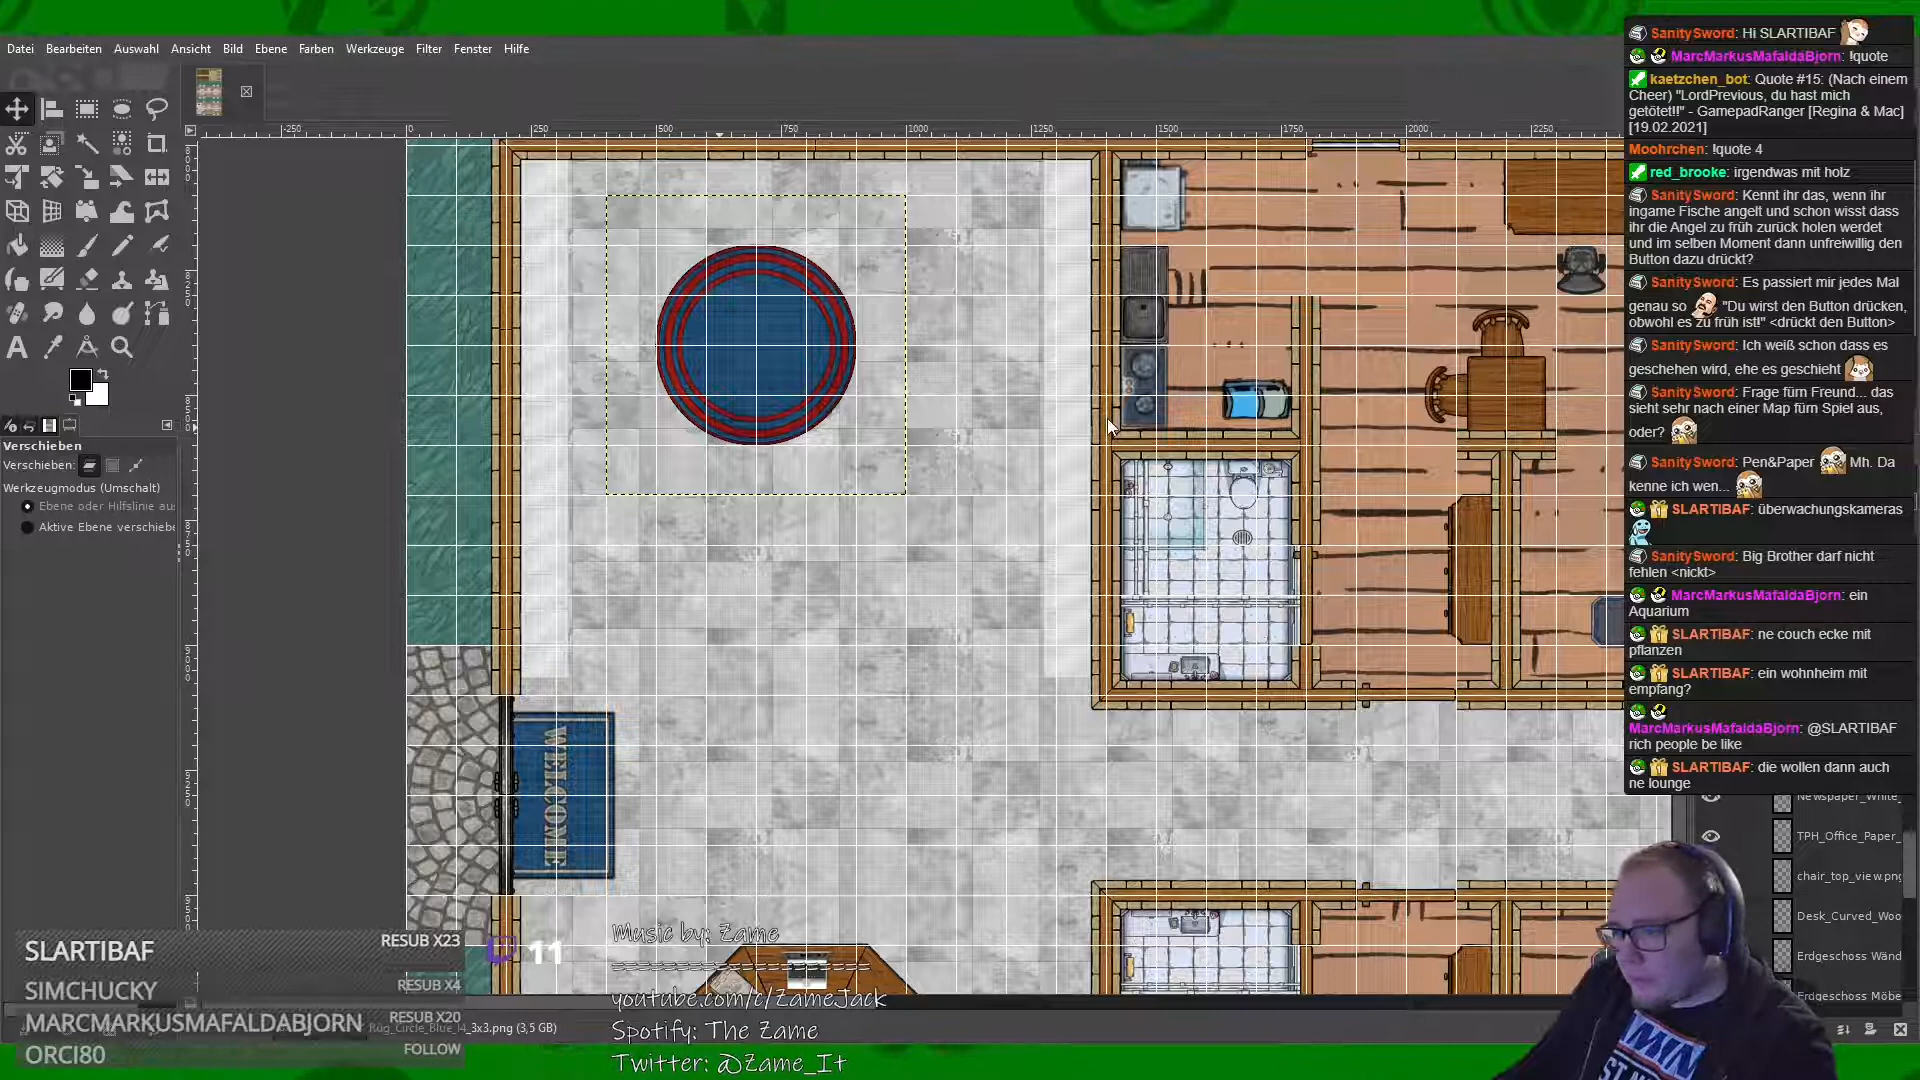 Datei Bearbeiten Auswahl Ansicht Bild Ebene Farben Werkzeuge Filter Fenster Hilfe
-250 0 250 500 750 1000 1250 1500 1750 2000 2250
Verschieben
Verschieben:
Werkzeugmodus (Umschalt)
Ebene oder Hilfslinie aus
Aktive Ebene verschiebe
WELCOME
SanitySword: Hi SLARTIBAF
MarcMarkusMafaldaBjorn: !quote
kaetzchen_bot: Quote #15: (Nach einem
Cheer) "LordPrevious, du hast mich
getötet!!" - GamepadRanger [Regina & Mac]
[19.02.2021]
Moohrchen: !quote 4
red_brooke: irgendwas mit holz
SanitySword: Kennt ihr das, wenn ihr
ingame Fische angelt und schon wisst dass
ihr die Angel zu früh zurück holen werdet
und im selben Moment dann unfreiwillig den
Button dazu drückt?
SanitySword: Es passiert mir jedes Mal
genau so "Du wirst den Button drücken,
obwohl es zu früh ist!" <drückt den Button>
SanitySword: Ich weiß schon dass es
geschehen wird, ehe es geschieht
SanitySword: Frage fürn Freund... das
sieht sehr nach einer Map fürn Spiel aus,
oder?
SanitySword: Pen&Paper Mh. Da
kenne ich wen...
SLARTIBAF: überwachungskameras
SanitySword: Big Brother darf nicht
fehlen <nickt>
MarcMarkusMafaldaBjorn: ein
Aquarium
SLARTIBAF: ne couch ecke mit
pflanzen
SLARTIBAF: ein wohnheim mit
empfang?
MarcMarkusMafaldaBjorn: @SLARTIBAF
rich people be like
SLARTIBAF: die wollen dann auch
ne lounge
Newspaper_White_
TPH_Office_Paper_
chair_top_view.png
Desk_Curved_Woo
Erdgeschoss Wänd
Erdgeschoss Möbe
SLARTIBAF RESUB X23
SIMCHUCKY RESUB X4
MARCMARKUSMAFALDABJORN RESUB X20
ORCI80 FOLLOW
11
Rug_Circle_Blue_I4_3x3.png (3,5 GB)
Music by: Zame
youtube.com/c/ZameJack
Spotify: The Zame
Twitter: @Zame_It